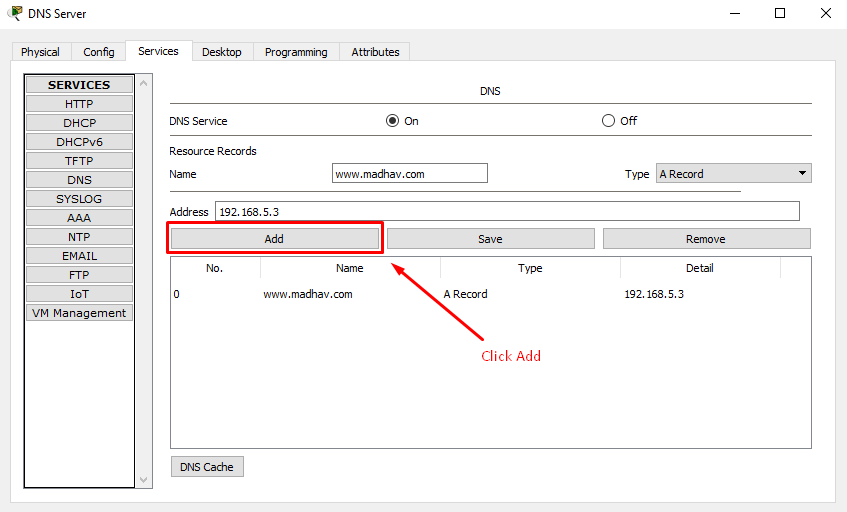 DNS Server
Physical Config Services Desktop Programming Attributes
SERVICES
HTTP
DHCP
DHCPv6
TFTP
DNS
SYSLOG
AAA
NTP
EMAIL
FTP
IoT
VM Management
DNS
DNS Service On Off
Resource Records
Name www.madhav.com Type A Record
Address 192.168.5.3
Add Save Remove
No. Name Type Detail
0 www.madhav.com A Record 192.168.5.3
Click Add
DNS Cache